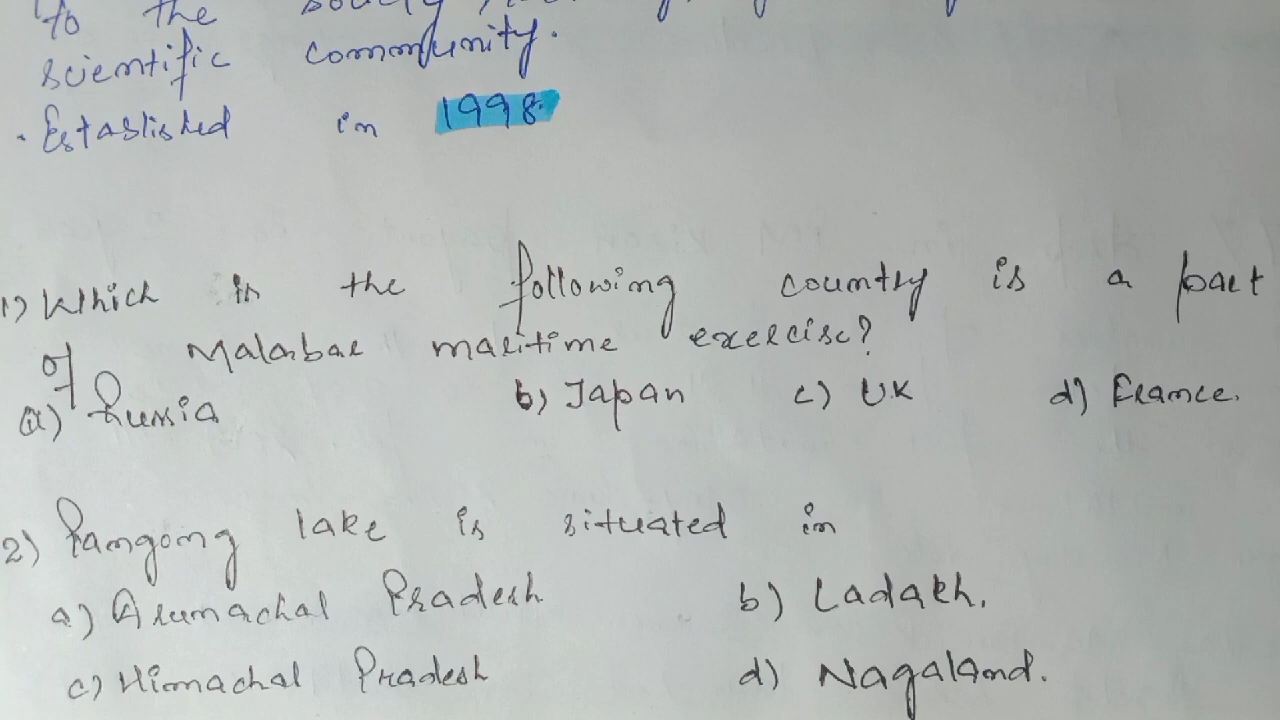 to the society
scientific community.
. Established in 1998.
1) Which in the following country is a part
of Malabar maritime exercise?
a) Russia b) Japan c) UK d) France.
2) Pangong lake is situated in
a) Arunachal Pradesh b) Ladakh.
c) Himachal Pradesh d) Nagaland.